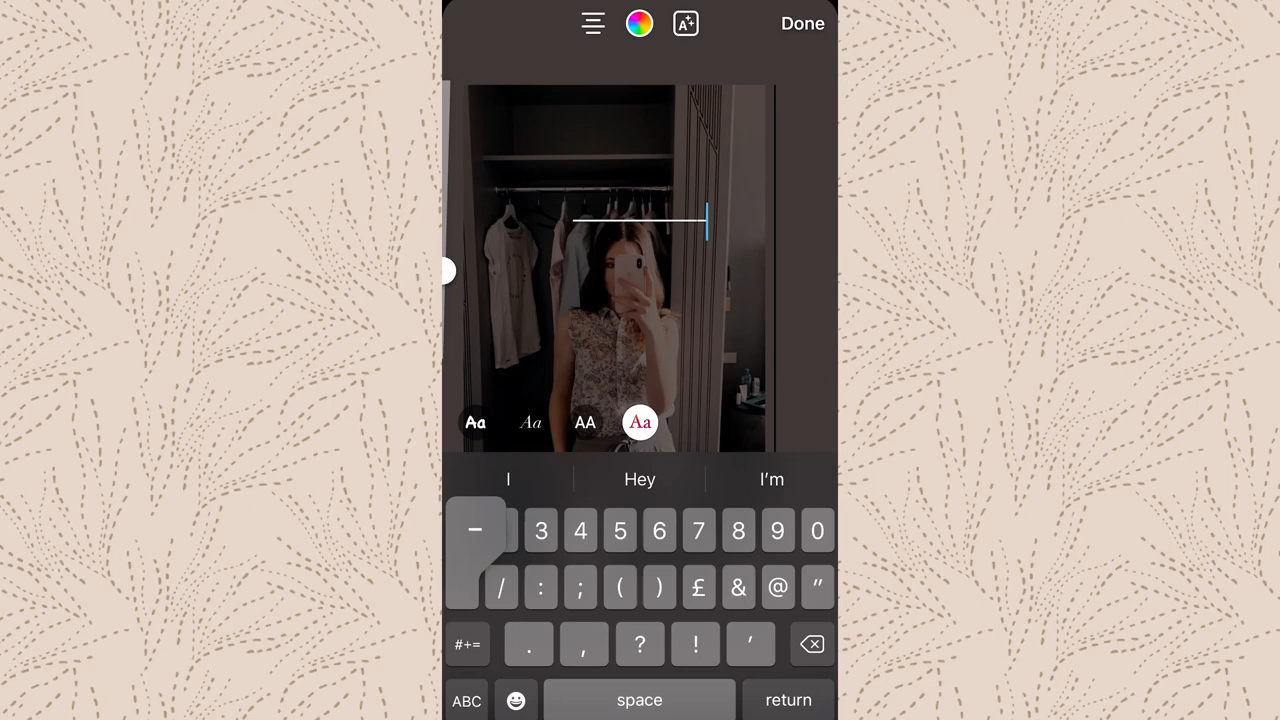 A Done
Aa Aa AA Aa
I Hey I'm
– 3 4 5 6 7 8 9 0
/ : ; ( ) £ & @ "
#+= . , ? ! '
ABC space return